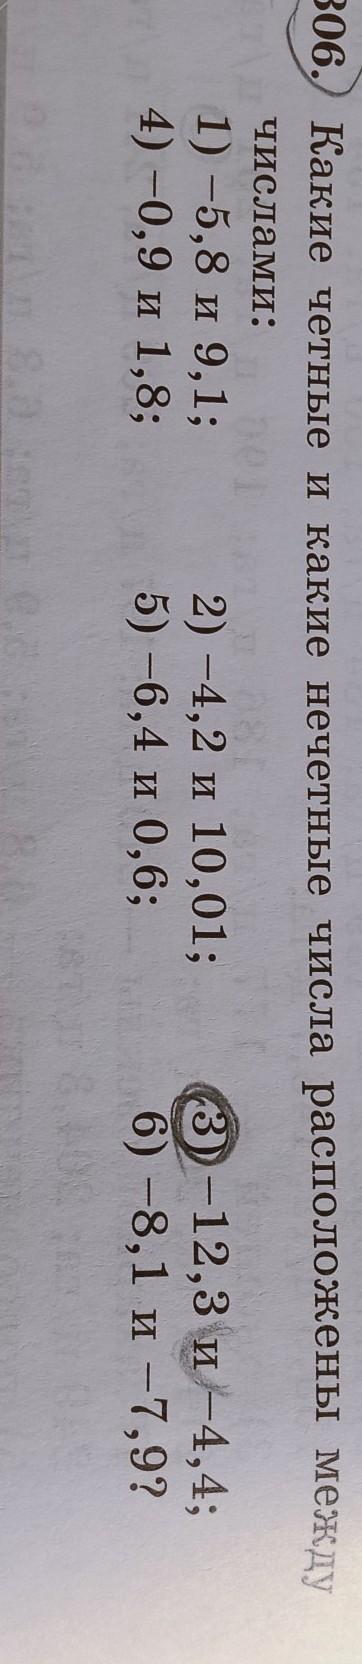 306. Какие четные и какие нечетные числа расположены между
числами:
1) –5,8 и 9,1; 2) –4,2 и 10,01; 3) –12,3 и –4,4;
4) –0,9 и 1,8; 5) –6,4 и 0,6; 6) –8,1 и –7,9?